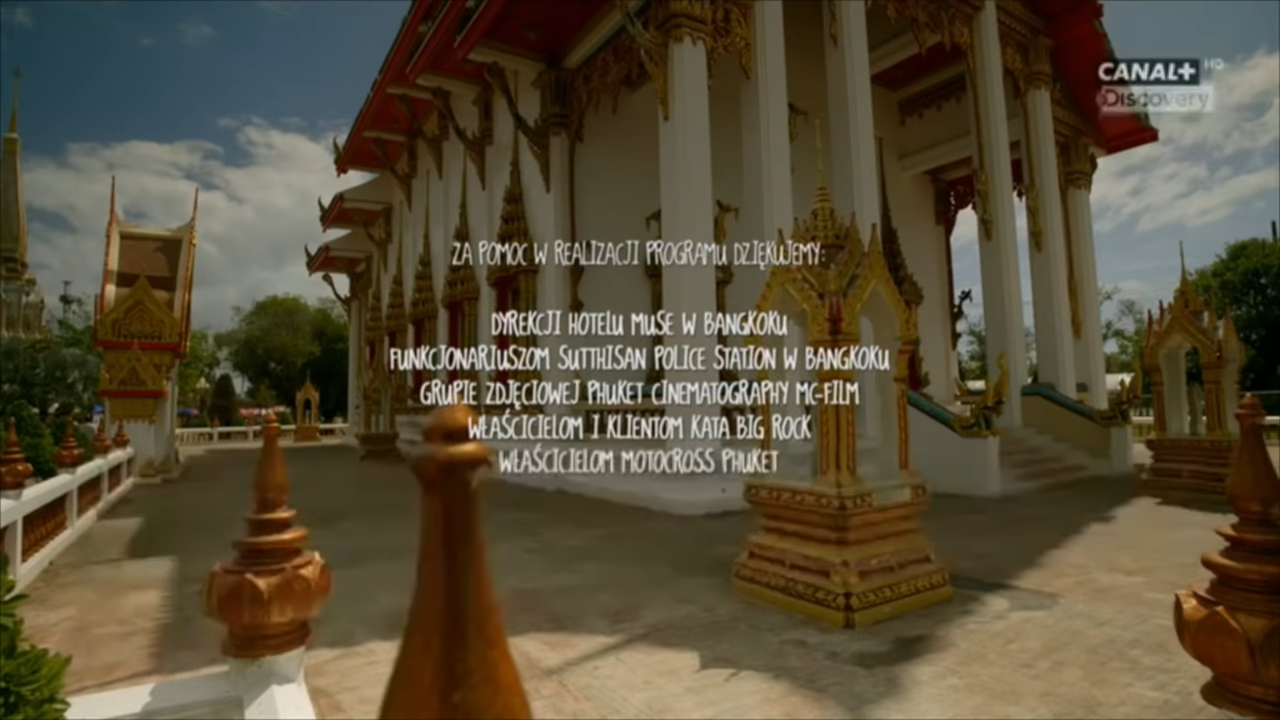 CANAL+ HD
Discovery
ZA POMOC W REALIZACJI PROGRAMU DZIĘKUJEMY:
DYREKCJI HOTELU MUSE W BANGKOKU
FUNKCJONARIUSZOM SUTTHISAN POLICE STATION W BANGKOKU
GRUPIE ZDJĘCIOWEJ PHUKET CINEMATOGRAPHY MC-FILM
WŁAŚCICIELOM I KLIENTOM KATA BIG ROCK
WŁAŚCICIELOM MOTOCROSS PHUKET